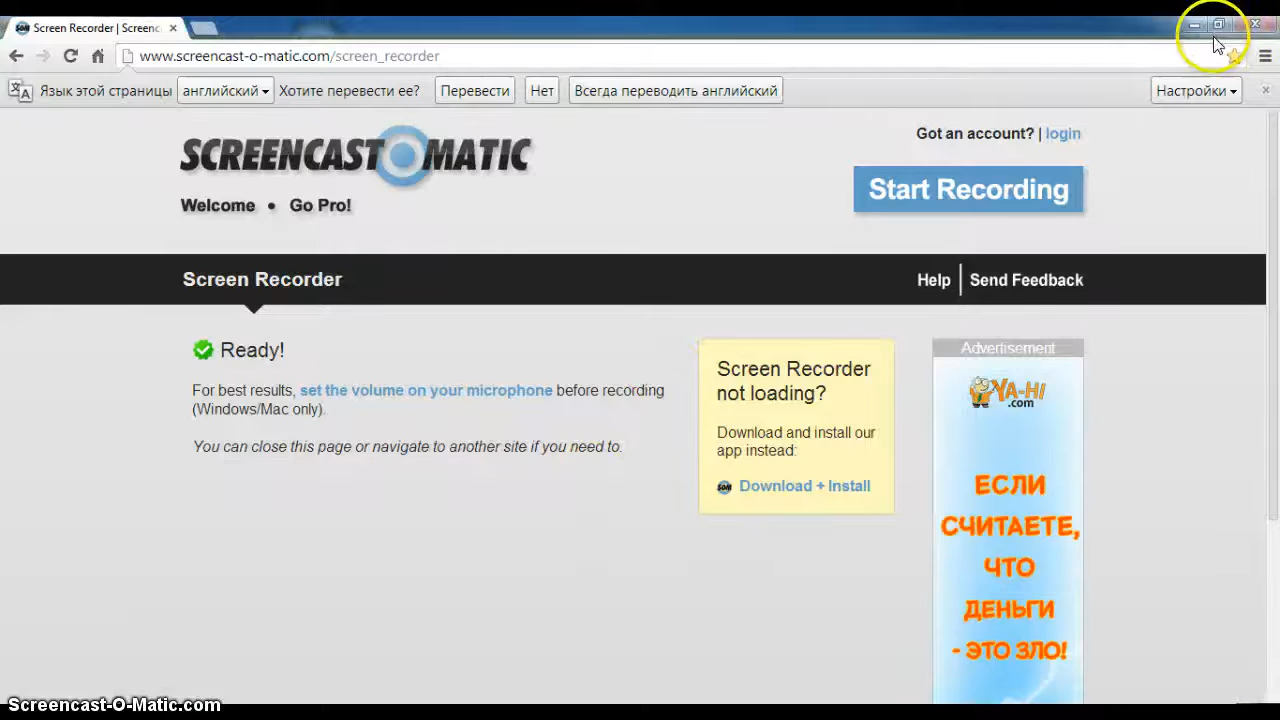 Screen Recorder | Screenc
www.screencast-o-matic.com/screen_recorder
Язык этой страницы английский Хотите перевести ее? Перевести Нет Всегда переводить английский Настройки
SCREENCAST O MATIC
Got an account? | login
Start Recording
Welcome • Go Pro!
Screen Recorder
Help | Send Feedback
Ready!
For best results, set the volume on your microphone before recording
(Windows/Mac only).
You can close this page or navigate to another site if you need to.
Screen Recorder
not loading?
Download and install our
app instead:
SOM Download + Install
Advertisement
YA-HI
.com
ЕСЛИ
СЧИТАЕТЕ,
ЧТО
ДЕНЬГИ
- ЭТО ЗЛО!
Screencast-O-Matic.com